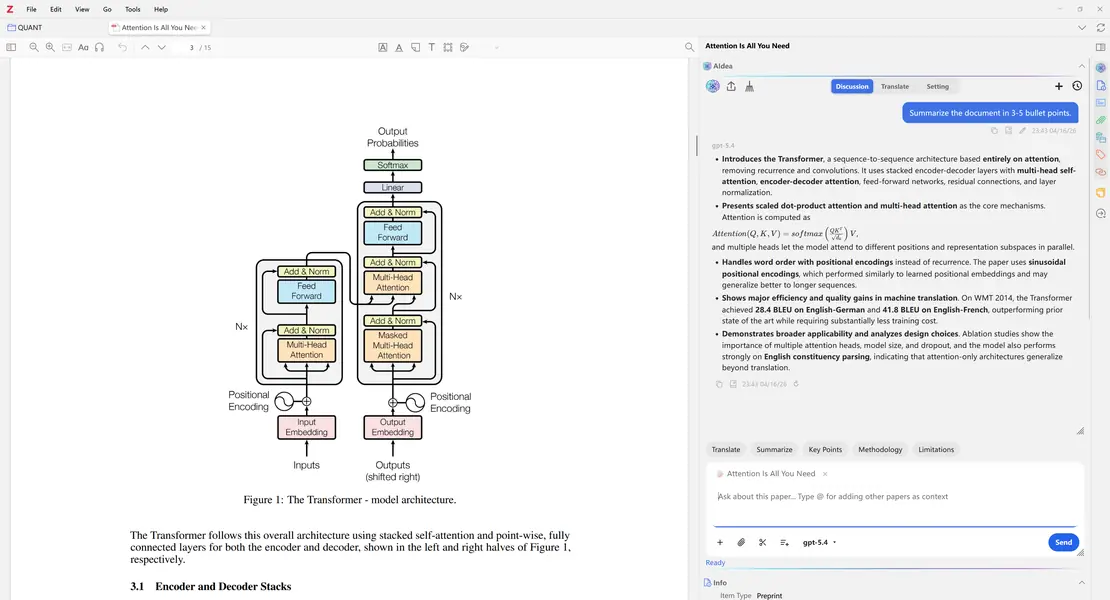 Z File Edit View Go Tools Help
QUANT
Attention Is All You Nee
Aa
3 / 15
A A T
Output
Probabilities
Softmax
Linear
Add & Norm
Feed
Forward
Add & Norm
Multi-Head
Attention
Nx
Add & Norm
Masked
Multi-Head
Attention
Add & Norm
Feed
Forward
Nx
Add & Norm
Multi-Head
Attention
Positional
Encoding
Positional
Encoding
Input
Embedding
Output
Embedding
Inputs
Outputs
(shifted right)
Figure 1: The Transformer - model architecture.
The Transformer follows this overall architecture using stacked self-attention and point-wise, fully
connected layers for both the encoder and decoder, shown in the left and right halves of Figure 1,
respectively.
3.1 Encoder and Decoder Stacks
Attention Is All You Need
AIdea
Discussion Translate Setting
Summarize the document in 3-5 bullet points.
23:43 04/16/26
gpt-5.4
• Introduces the Transformer, a sequence-to-sequence architecture based entirely on attention,
removing recurrence and convolutions. It uses stacked encoder-decoder layers with multi-head self-
attention, encoder-decoder attention, feed-forward networks, residual connections, and layer
normalization.
• Presents scaled dot-product attention and multi-head attention as the core mechanisms.
Attention is computed as
Attention(Q, K, V) = softmax(QKᵀ/√dₖ)V,
and multiple heads let the model attend to different positions and representation subspaces in parallel.
• Handles word order with positional encodings instead of recurrence. The paper uses sinusoidal
positional encodings, which performed similarly to learned positional embeddings and may
generalize better to longer sequences.
• Shows major efficiency and quality gains in machine translation. On WMT 2014, the Transformer
achieved 28.4 BLEU on English-German and 41.8 BLEU on English-French, outperforming prior
state of the art while requiring substantially less training cost.
• Demonstrates broader applicability and analyzes design choices. Ablation studies show the
importance of multiple attention heads, model size, and dropout, and the model also performs
strongly on English constituency parsing, indicating that attention-only architectures generalize
beyond translation.
23:43 04/16/26
Translate Summarize Key Points Methodology Limitations
Attention Is All You Need
Ask about this paper... Type @ for adding other papers as context
gpt-5.4
Send
Ready
Info
Item Type Preprint